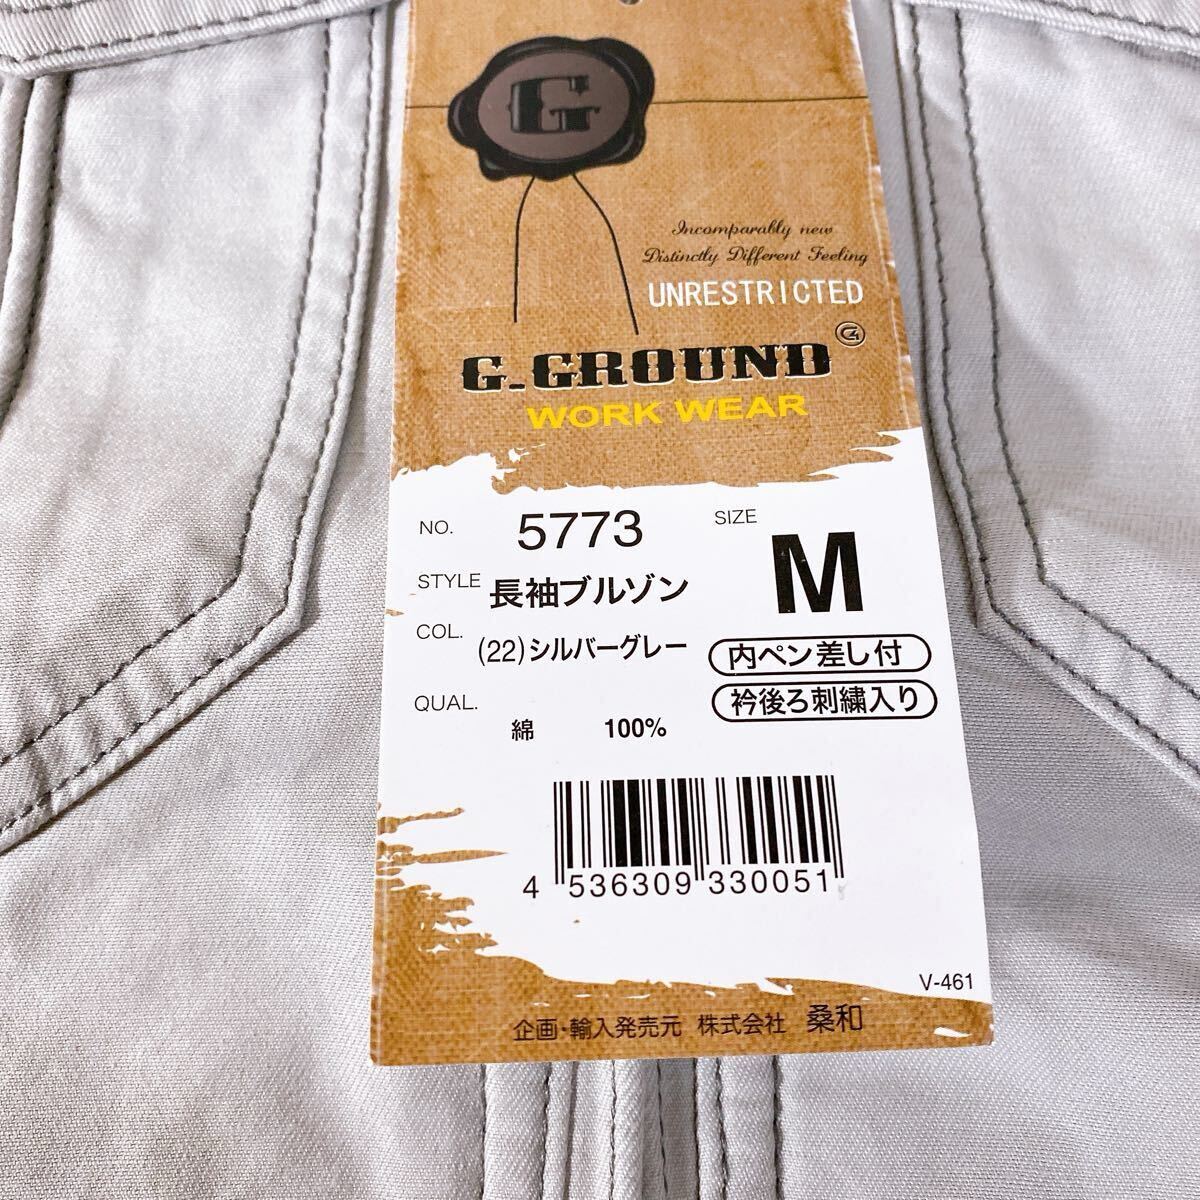 G
Incomparably new
Distinctly Different Feeling
UNRESTRICTED
G
G.GROUND
WORK WEAR
NO. 5773
SIZE M
STYLE 長袖ブルゾン
COL. (22)シルバーグレー
内ペン差し付
衿後ろ刺繍入り
QUAL.
綿 100%
4 536309 330051
V-461
企画・輸入発売元 株式会社 桑和